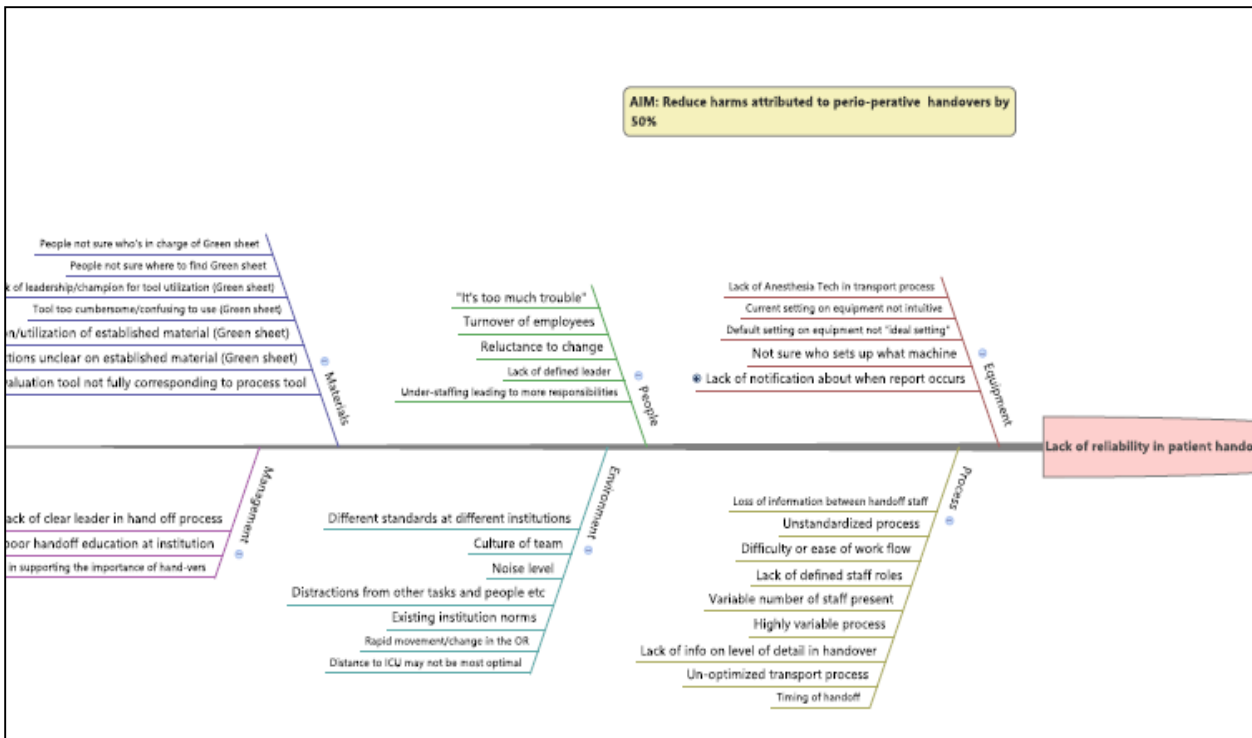 AIM: Reduce harms attributed to perio-perative handovers by
50%
People not sure who's in charge of Green sheet
People not sure where to find Green sheet
of leadership/champion for tool utilization (Green sheet)
Tool too cumbersome/confusing to use (Green sheet)
on/utilization of established material (Green sheet)
ctions unclear on established material (Green sheet)
valuation tool not fully corresponding to process tool
Materials
"It's too much trouble"
Turnover of employees
Reluctance to change
Lack of defined leader
Under-staffing leading to more responsibilities
People
Lack of Anesthesia Tech in transport process
Current setting on equipment not intuitive
Default setting on equipment not "ideal setting"
Not sure who sets up what machine
Lack of notification about when report occurs
Equipment
Lack of reliability in patient hando
Management
ack of clear leader in hand off process
poor handoff education at institution
in supporting the importance of hand-vers
Environment
Different standards at different institutions
Culture of team
Noise level
Distractions from other tasks and people etc
Existing institution norms
Rapid movement/change in the OR
Distance to ICU may not be most optimal
Process
Loss of information between handoff staff
Unstandardized process
Difficulty or ease of work flow
Lack of defined staff roles
Variable number of staff present
Highly variable process
Lack of info on level of detail in handover
Un-optimized transport process
Timing of handoff